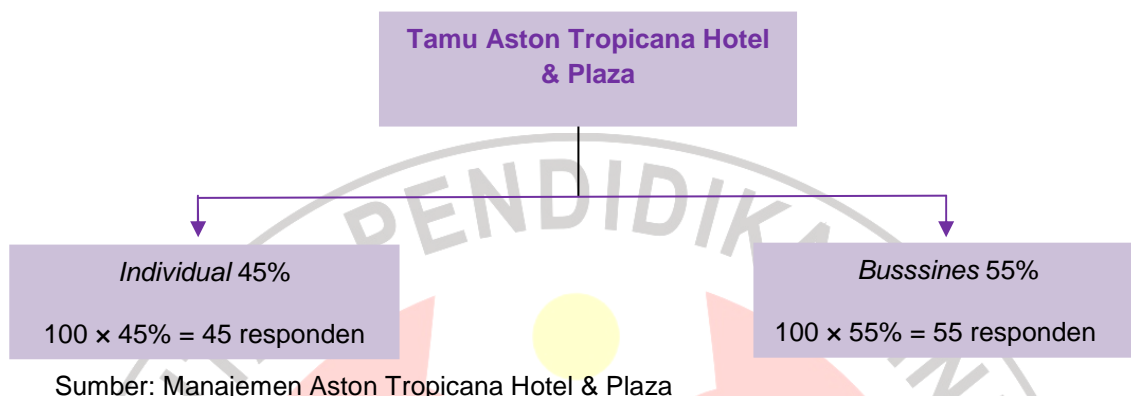 Tamu Aston Tropicana Hotel
& Plaza
PENDIDIKAN
Individual 45%
100 × 45% = 45 responden
Busssines 55%
100 × 55% = 55 responden
Sumber: Manajemen Aston Tropicana Hotel & Plaza